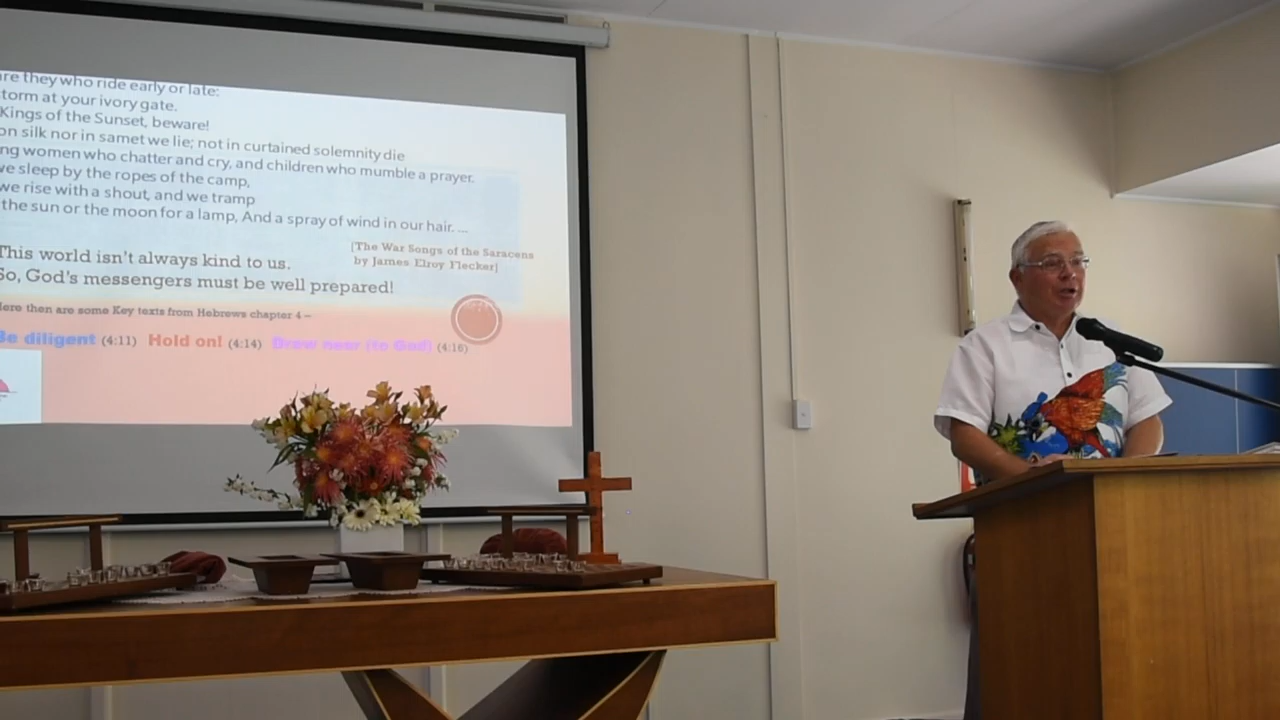 re they who ride early or late:
torm at your ivory gate.
Kings of the Sunset, beware!
on silk nor in samet we lie; not in curtained solemnity die
ng women who chatter and cry, and children who mumble a prayer.
we sleep by the ropes of the camp,
we rise with a shout, and we tramp
the sun or the moon for a lamp, And a spray of wind in our hair. ...
[The War Songs of the Saracens
by James Elroy Flecker]
This world isn't always kind to us.
So, God's messengers must be well prepared!
Here then are some Key texts from Hebrews chapter 4 –
Be diligent (4:11) Hold on! (4:14) Draw near (to God) (4:16)